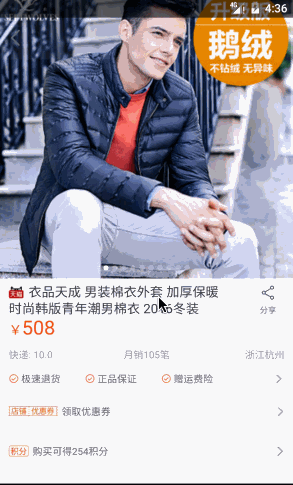 4G 4:36
升级版
鹅绒
不钻绒 无异味
天猫 衣品天成 男装棉衣外套 加厚保暖
时尚韩版青年潮男棉衣 2016冬装
¥508
分享
快递: 10.0 月销105笔 浙江杭州
极速退货 正品保证 赠运费险
店铺优惠券 领取优惠券
积分 购买可得254积分